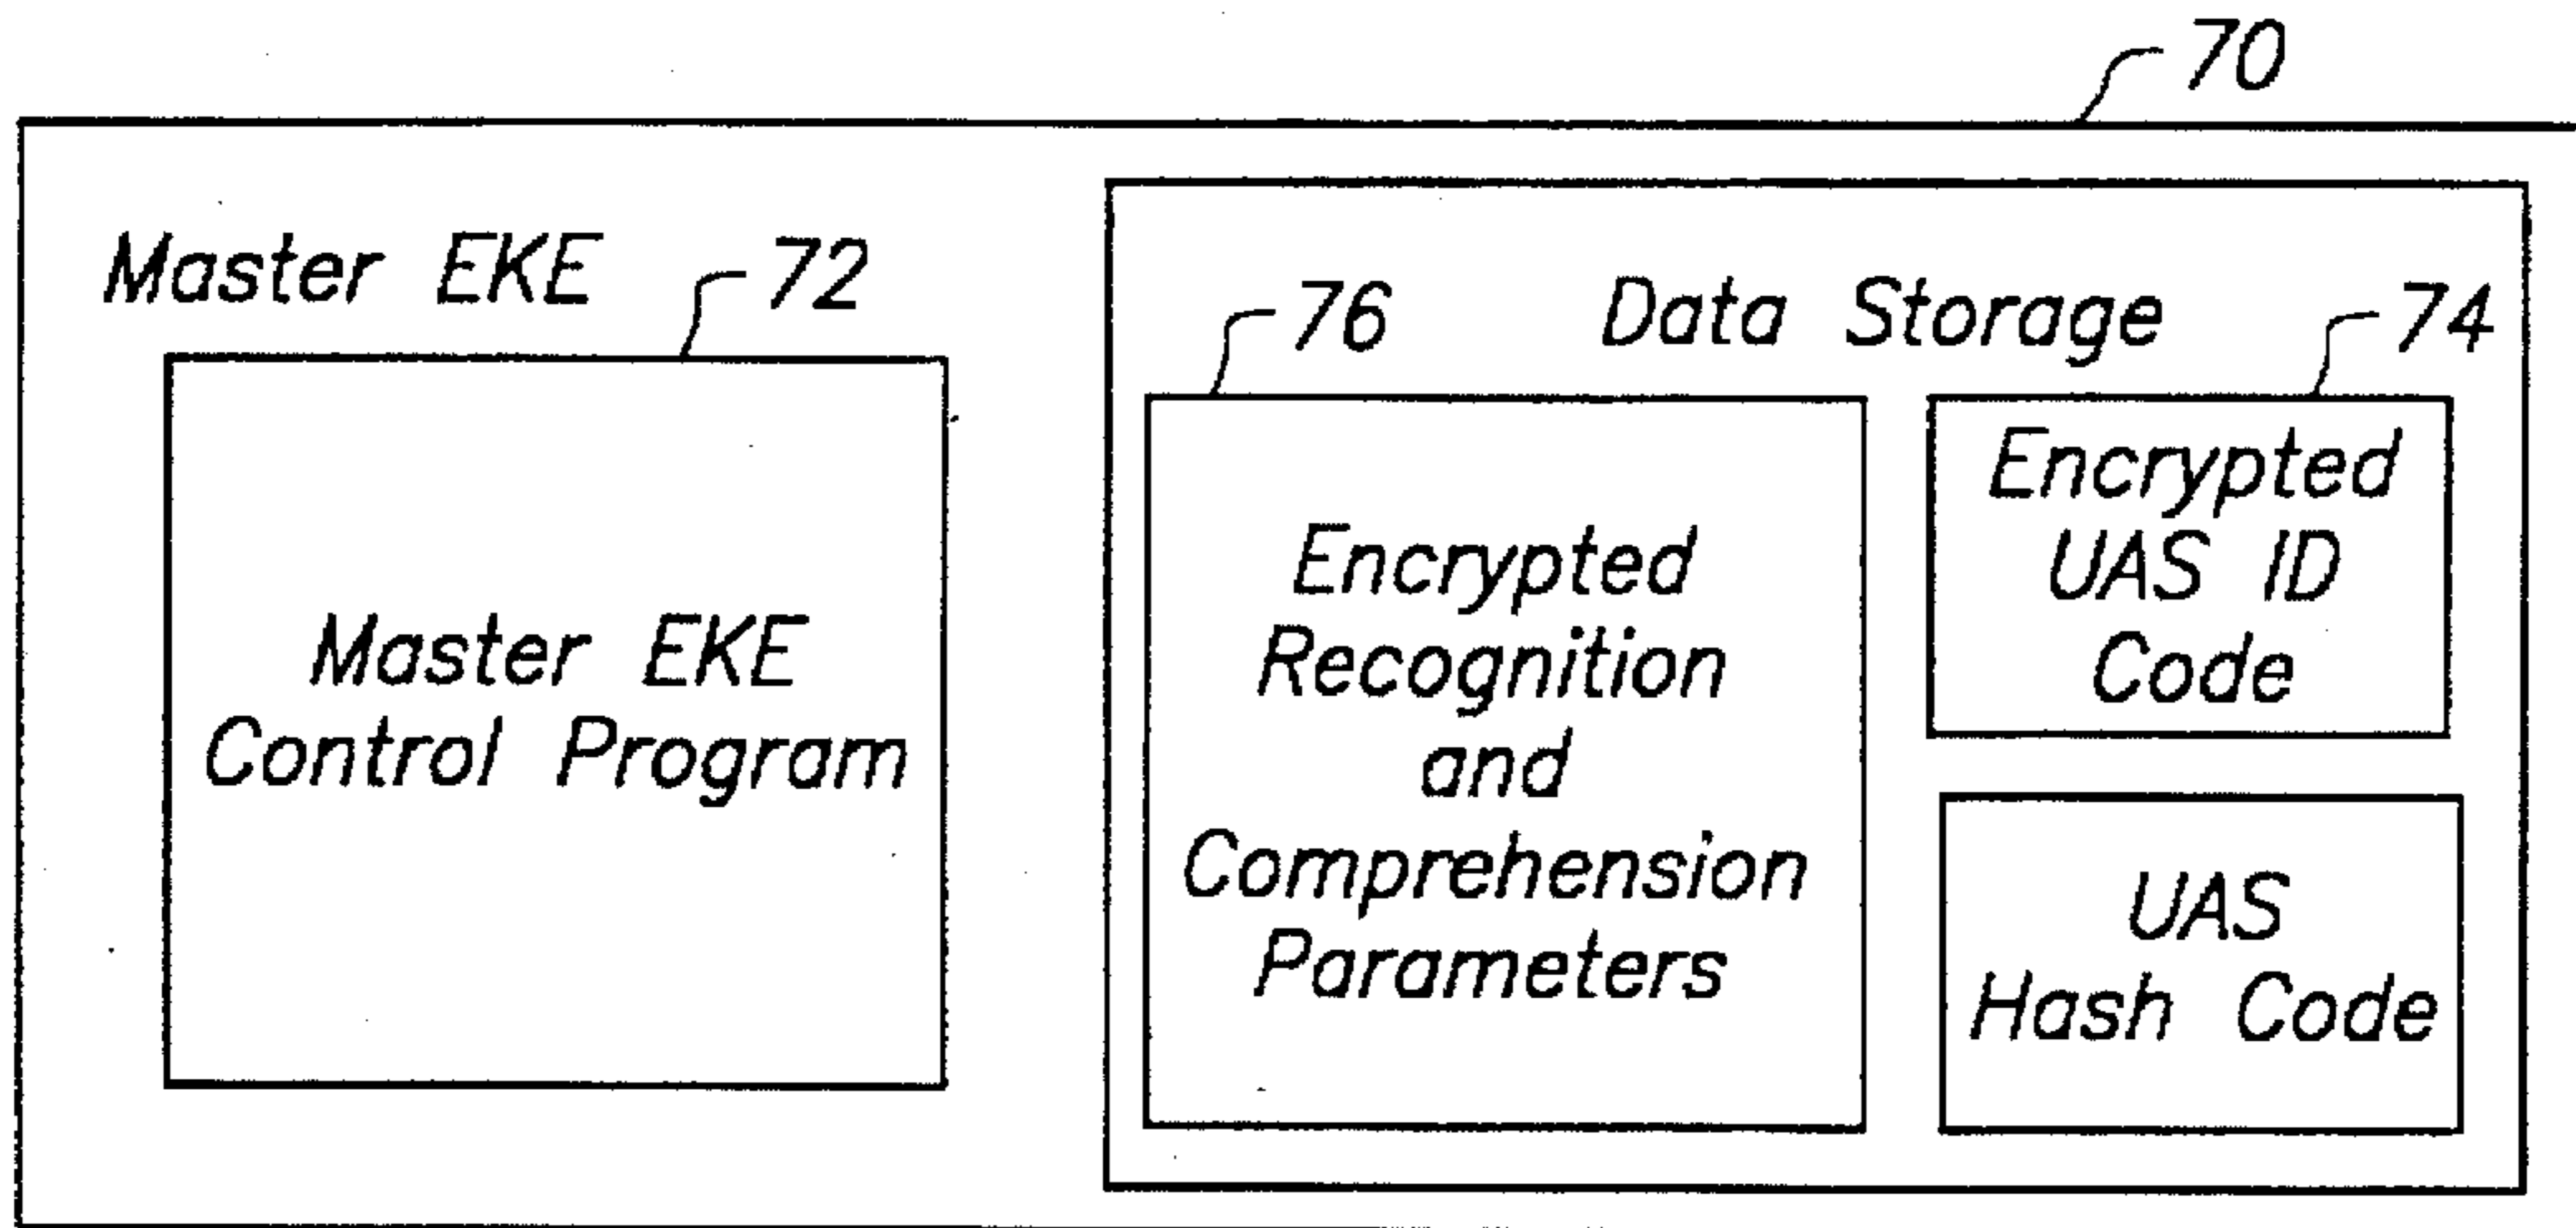 70
Master EKE
72
Master EKE
Control Program
Data Storage
76
Encrypted
Recognition
and
Comprehension
Parameters
74
Encrypted
UAS ID
Code
UAS
Hash Code